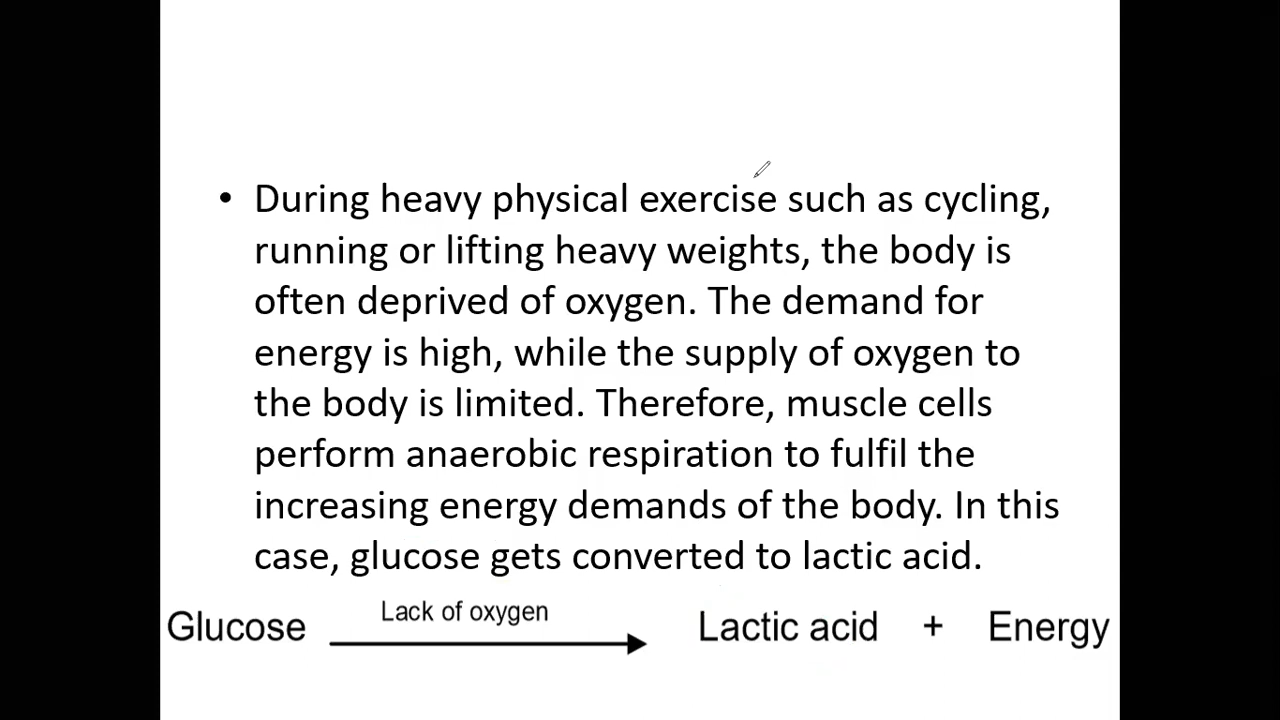 • During heavy physical exercise such as cycling,
running or lifting heavy weights, the body is
often deprived of oxygen. The demand for
energy is high, while the supply of oxygen to
the body is limited. Therefore, muscle cells
perform anaerobic respiration to fulfil the
increasing energy demands of the body. In this
case, glucose gets converted to lactic acid.
Lack of oxygen
Glucose Lactic acid + Energy